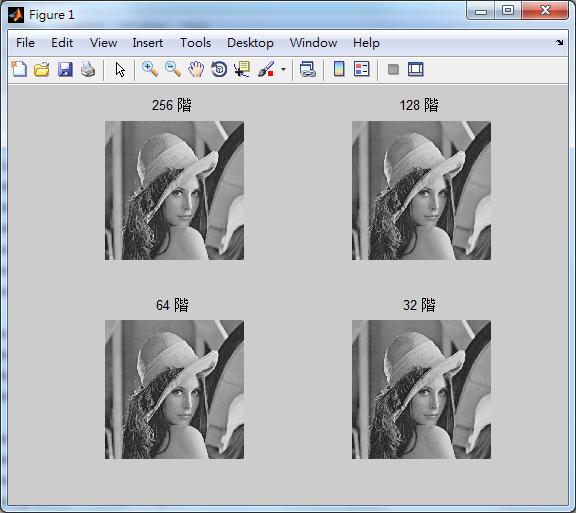 Figure 1
File Edit View Insert Tools Desktop Window Help
256 階 128 階
64 階 32 階